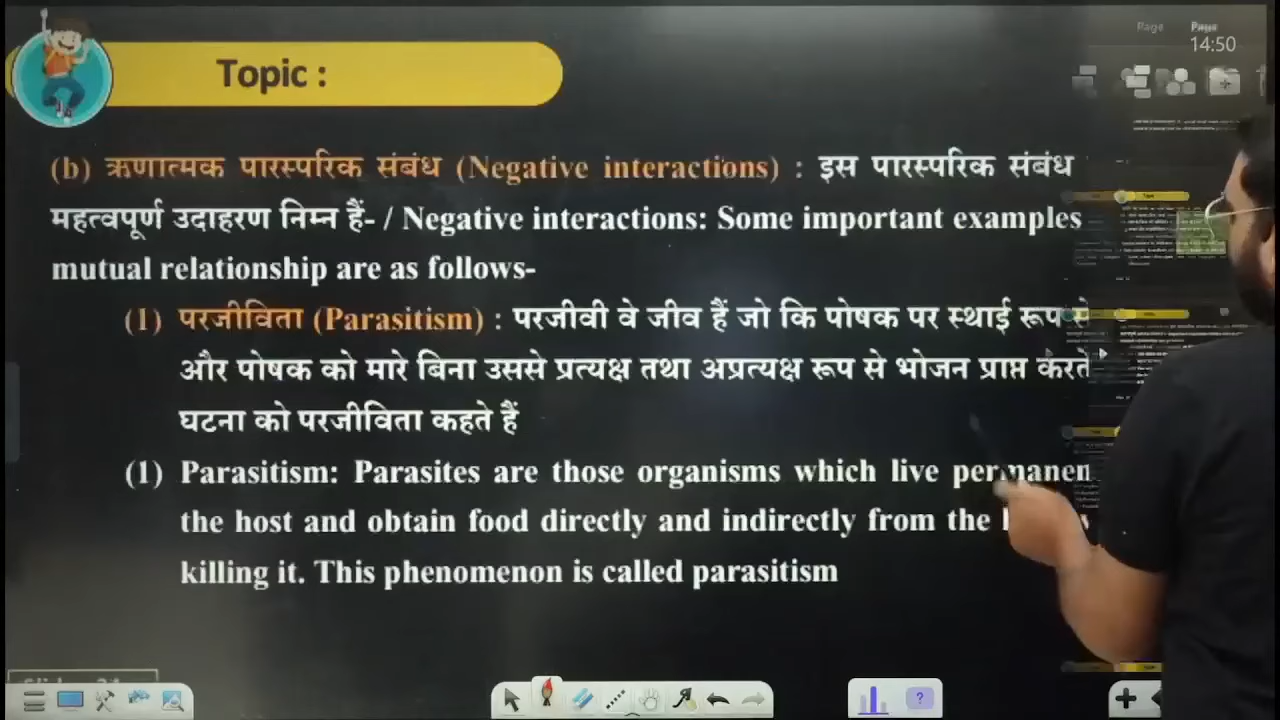 Page Page
14:50
Topic :
(b) ऋणात्मक पारस्परिक संबंध (Negative interactions) : इस पारस्परिक संबंध
महत्वपूर्ण उदाहरण निम्न हैं- / Negative interactions: Some important examples
mutual relationship are as follows-
(1) परजीविता (Parasitism) : परजीवी वे जीव हैं जो कि पोषक पर स्थाई रूप से
और पोषक को मारे बिना उससे प्रत्यक्ष तथा अप्रत्यक्ष रूप से भोजन प्राप्त करते
घटना को परजीविता कहते हैं
(1) Parasitism: Parasites are those organisms which live permanen
the host and obtain food directly and indirectly from the
killing it. This phenomenon is called parasitism